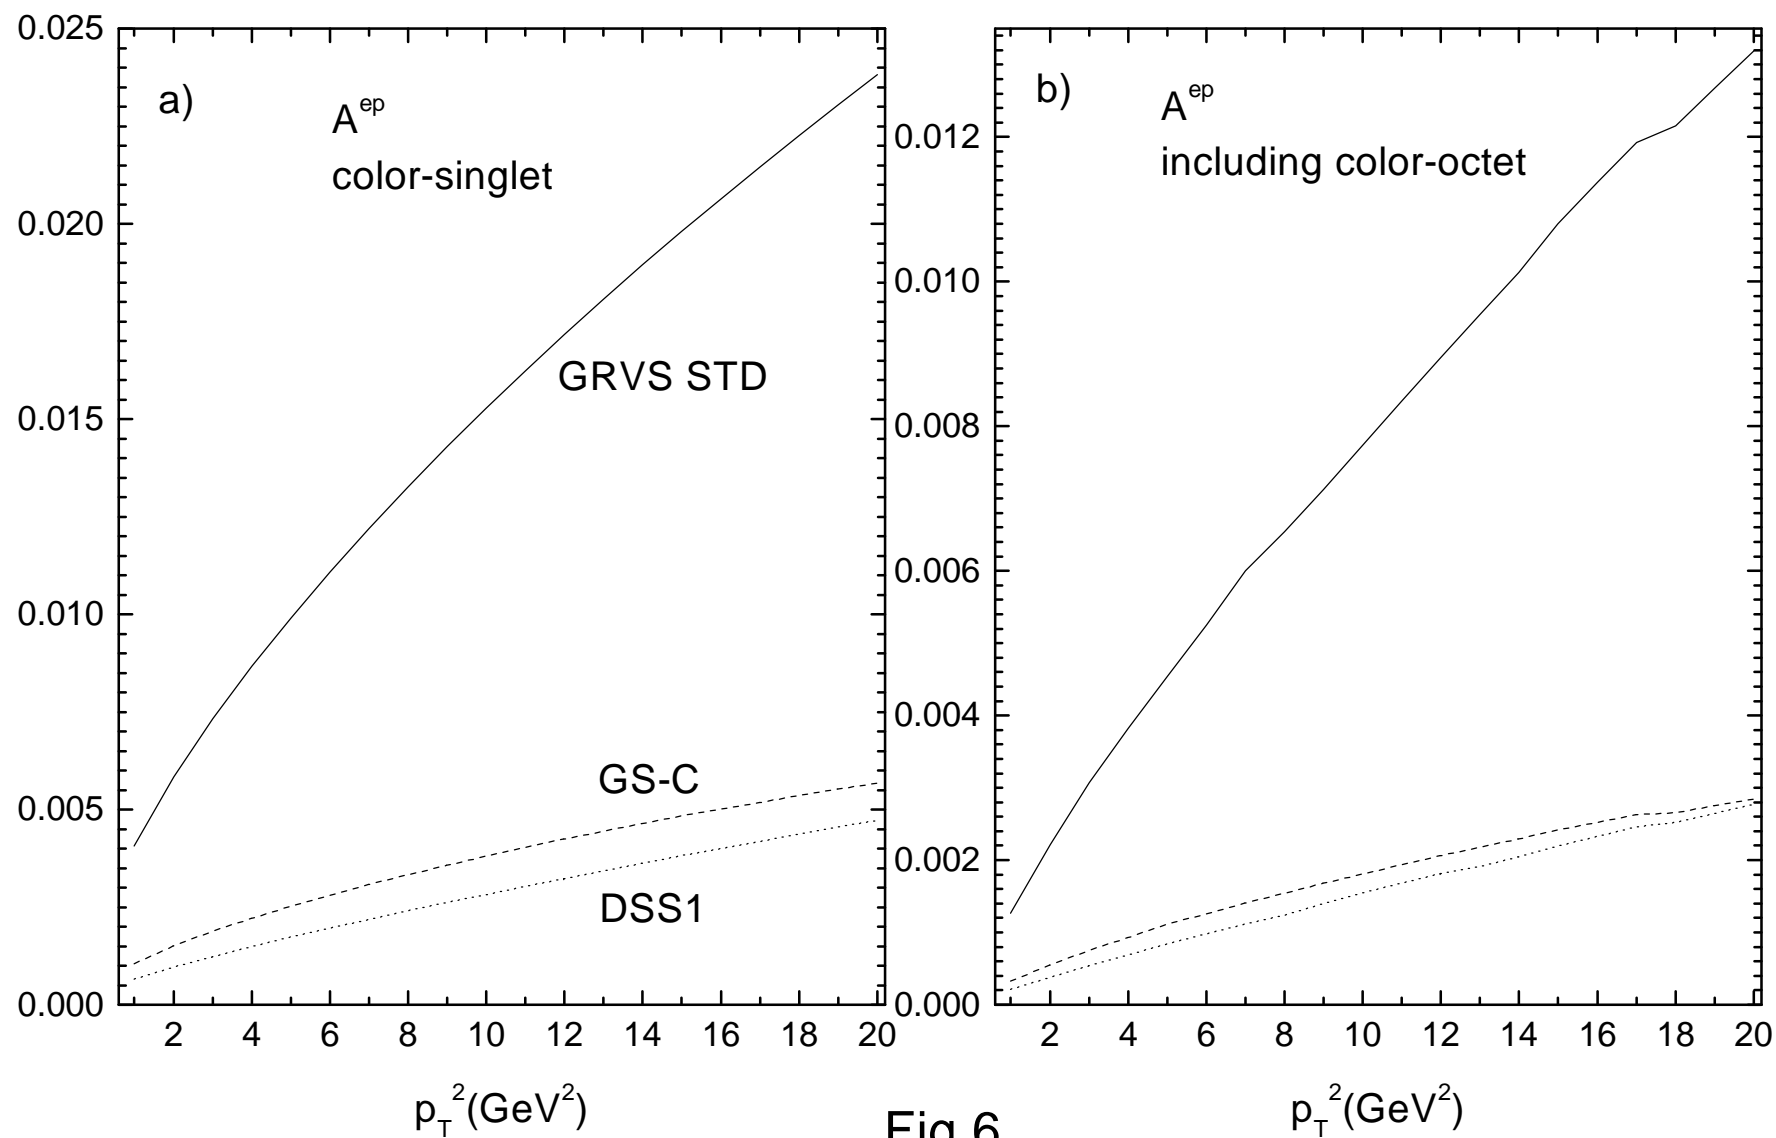 a)
A^ep
color-singlet
GRVS STD
GS-C
DSS1
0.025
0.020
0.015
0.010
0.005
0.000
2 4 6 8 10 12 14 16 18 20
p_T^2(GeV^2)
b)
A^ep
including color-octet
0.012
0.010
0.008
0.006
0.004
0.002
0.000
2 4 6 8 10 12 14 16 18 20
p_T^2(GeV^2)
Fig.6